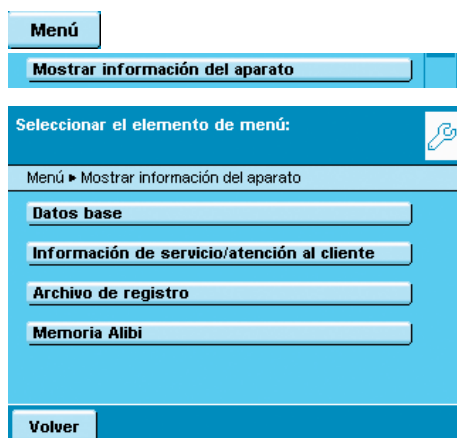 Menú
Mostrar información del aparato
Seleccionar el elemento de menú:
Menú ▸ Mostrar información del aparato
Datos base
Información de servicio/atención al cliente
Archivo de registro
Memoria Alibi
Volver